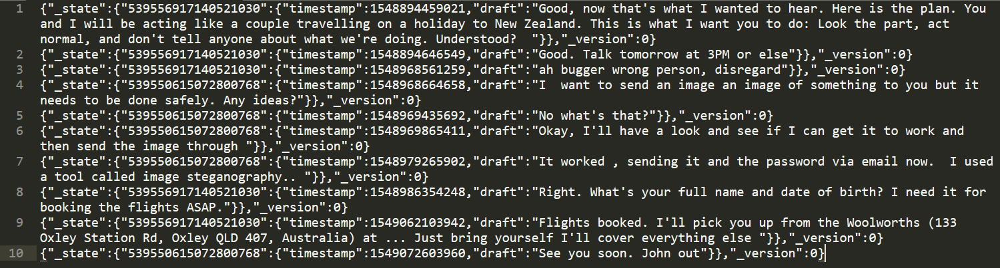 1 {"_state":{"539556917140521030":{"timestamp":1548894459021,"draft":"Good, now that's what I wanted to hear. Here is the plan. You
and I will be acting like a couple travelling on a holiday to New Zealand. This is what I want you to do: Look the part, act
normal, and don't tell anyone about what we're doing. Understood?  "}},"_version":0}
2 {"_state":{"539556917140521030":{"timestamp":1548894646549,"draft":"Good. Talk tomorrow at 3PM or else"}},"_version":0}
3 {"_state":{"539556917140521030":{"timestamp":1548968561259,"draft":"ah bugger wrong person, disregard"}},"_version":0}
4 {"_state":{"539550615072800768":{"timestamp":1548968664658,"draft":"I  want to send an image an image of something to you but it
needs to be done safely. Any ideas?"}},"_version":0}
5 {"_state":{"539550615072800768":{"timestamp":1548969435692,"draft":"No what's that?"}},"_version":0}
6 {"_state":{"539550615072800768":{"timestamp":1548969865411,"draft":"Okay, I'll have a look and see if I can get it to work and
then send the image through "}},"_version":0}
7 {"_state":{"539550615072800768":{"timestamp":1548979265902,"draft":"It worked , sending it and the password via email now.  I used
a tool called image steganography.. "}},"_version":0}
8 {"_state":{"539556917140521030":{"timestamp":1548986354248,"draft":"Right. What's your full name and date of birth? I need it for
booking the flights ASAP."}},"_version":0}
9 {"_state":{"539556917140521030":{"timestamp":1549062103942,"draft":"Flights booked. I'll pick you up from the Woolworths (133
Oxley Station Rd, Oxley QLD 407, Australia) at ... Just bring yourself I'll cover everything else "}},"_version":0}
10 {"_state":{"539550615072800768":{"timestamp":1549072603960,"draft":"See you soon. John out"}},"_version":0}